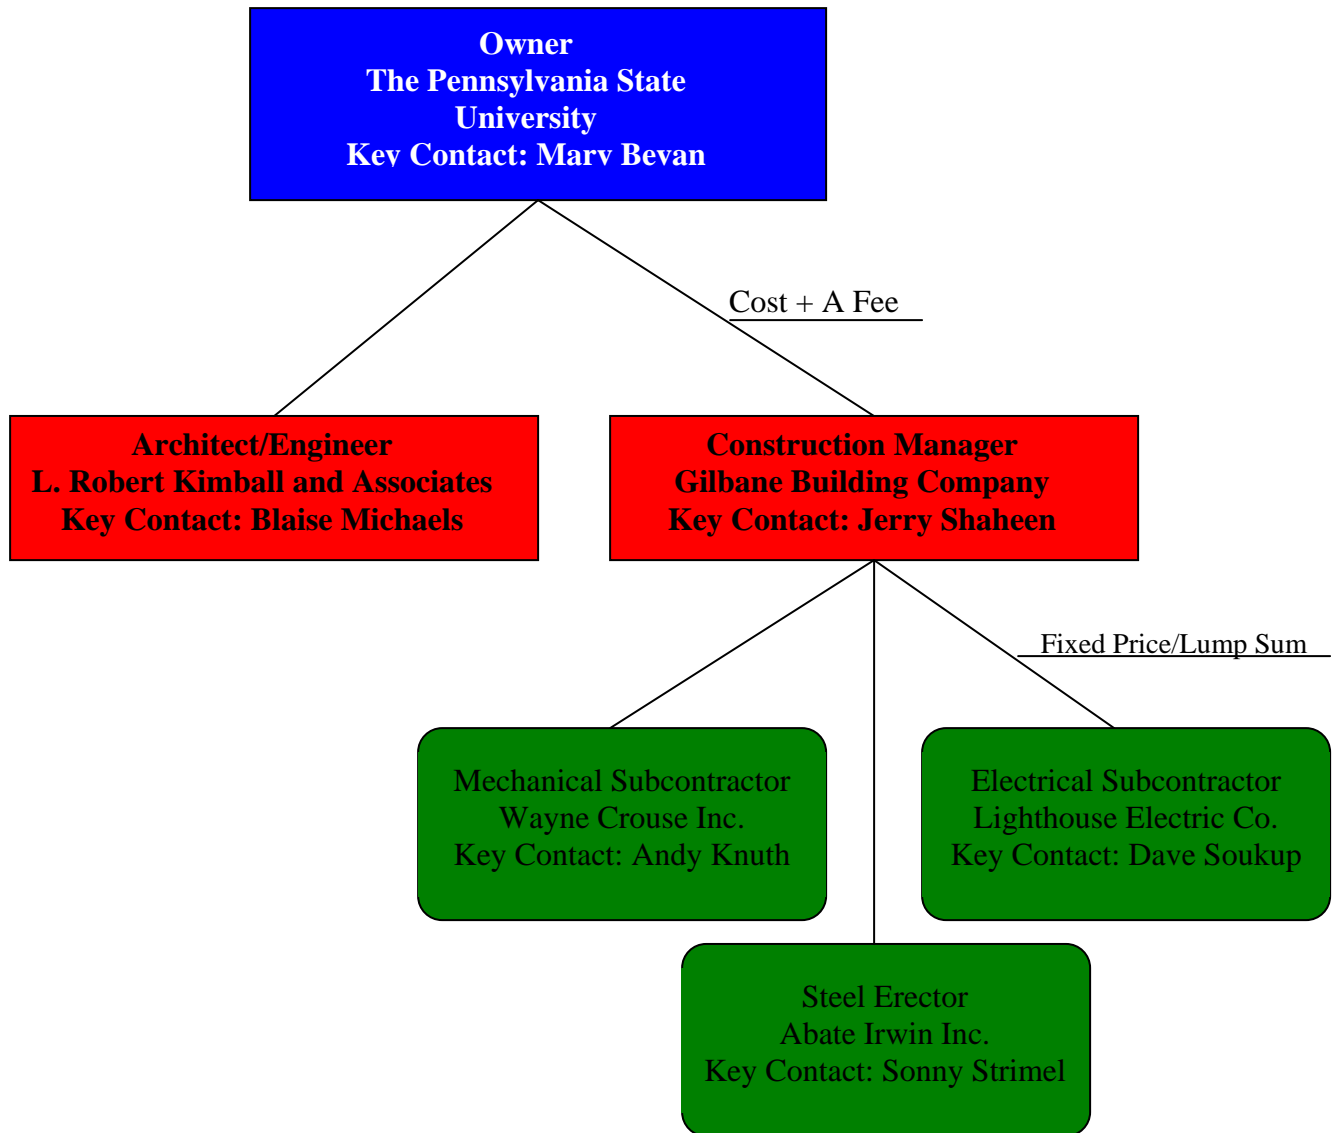 Owner
The Pennsylvania State
University
Key Contact: Marv Bevan
Cost + A Fee
Architect/Engineer
L. Robert Kimball and Associates
Key Contact: Blaise Michaels
Construction Manager
Gilbane Building Company
Key Contact: Jerry Shaheen
Fixed Price/Lump Sum
Mechanical Subcontractor
Wayne Crouse Inc.
Key Contact: Andy Knuth
Electrical Subcontractor
Lighthouse Electric Co.
Key Contact: Dave Soukup
Steel Erector
Abate Irwin Inc.
Key Contact: Sonny Strimel